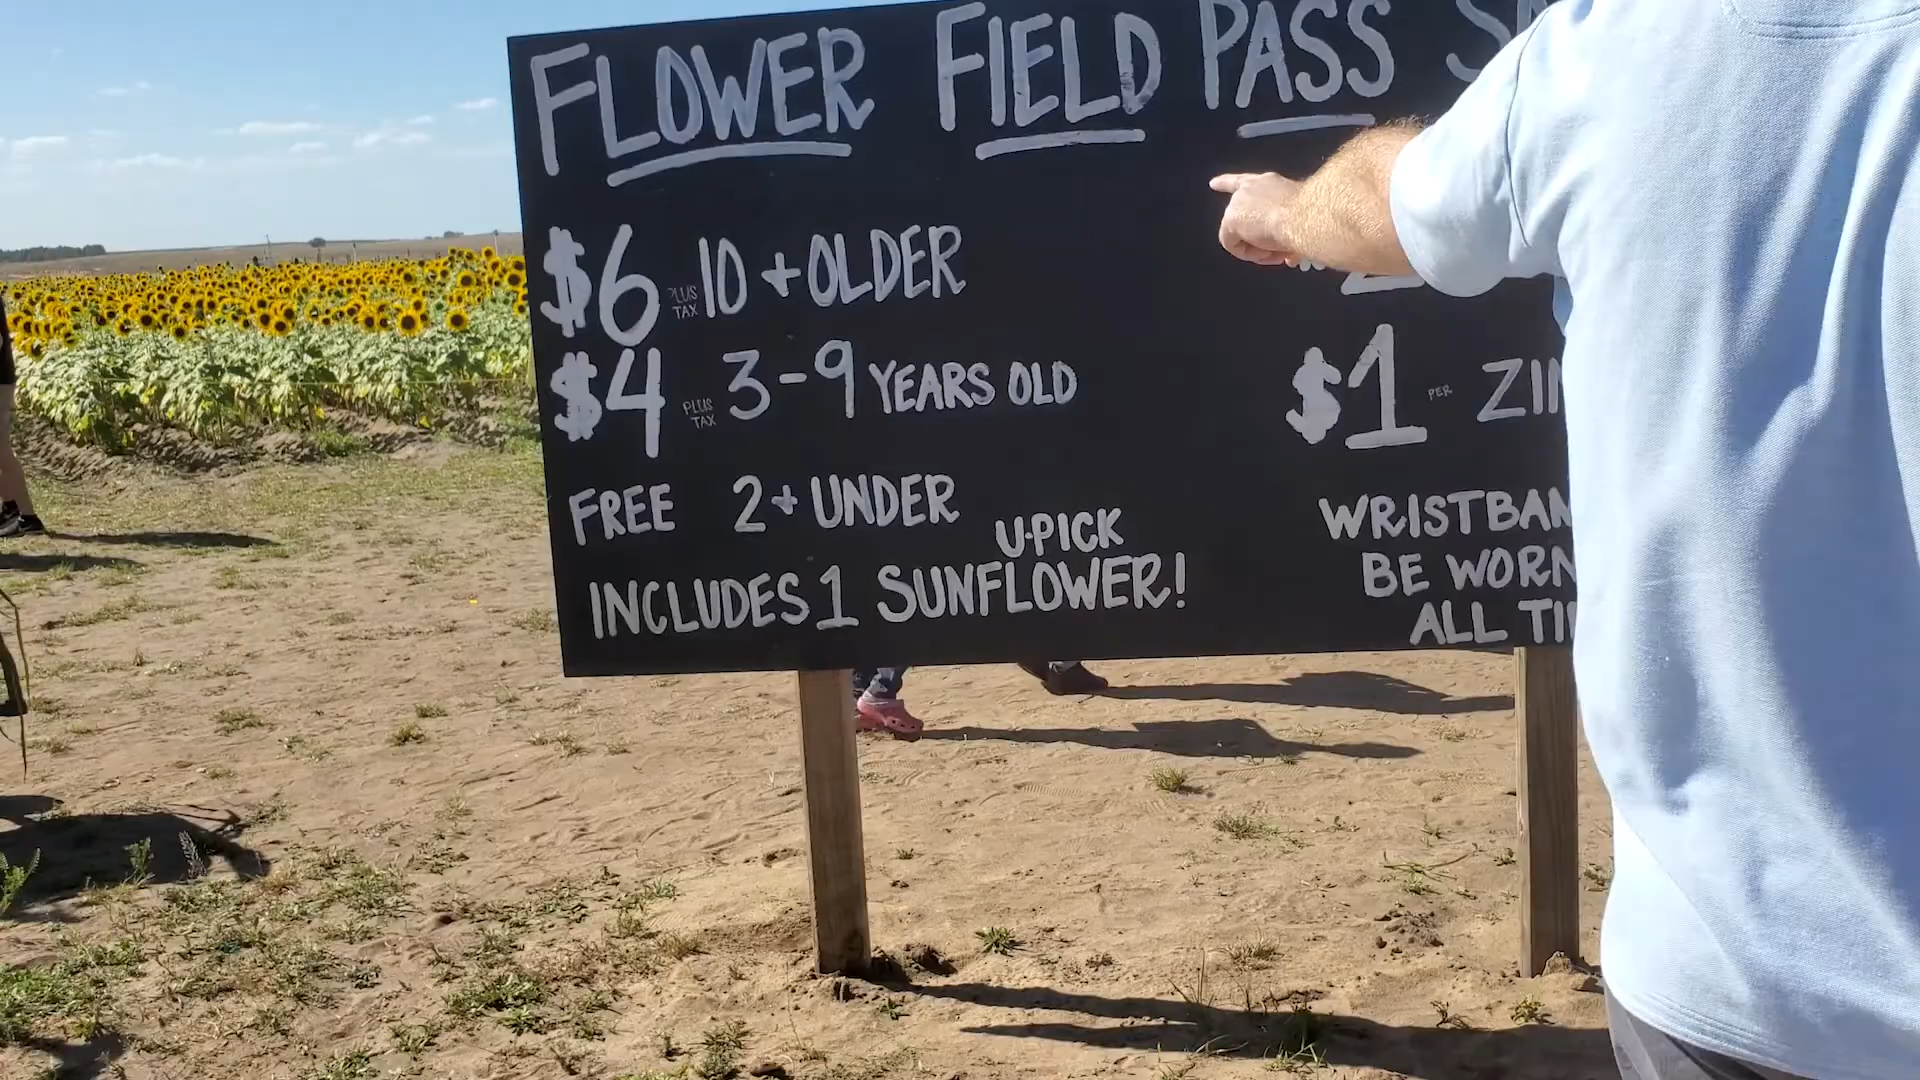 FLOWER FIELD PASS
$6 PLUS TAX 10 + OLDER
$4 PLUS TAX 3-9 YEARS OLD
FREE 2+ UNDER
INCLUDES 1 U-PICK SUNFLOWER!
$1 PER
WRISTBAN
BE WORN
ALL TI